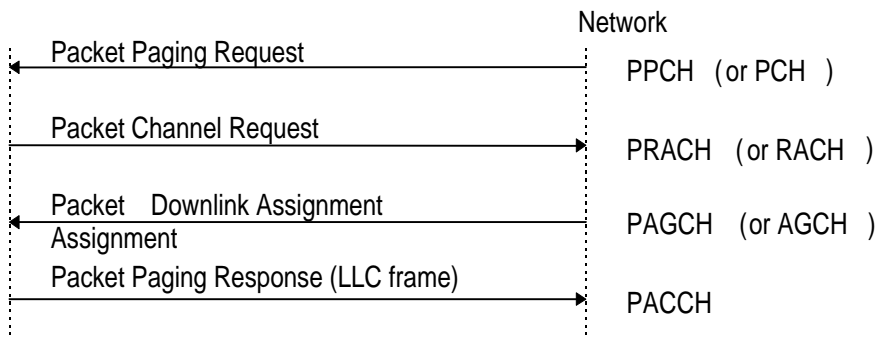 Network
Packet Paging Request
PPCH (or PCH )
Packet Channel Request
PRACH (or RACH )
Packet Downlink Assignment
Assignment
PAGCH (or AGCH )
Packet Paging Response (LLC frame)
PACCH